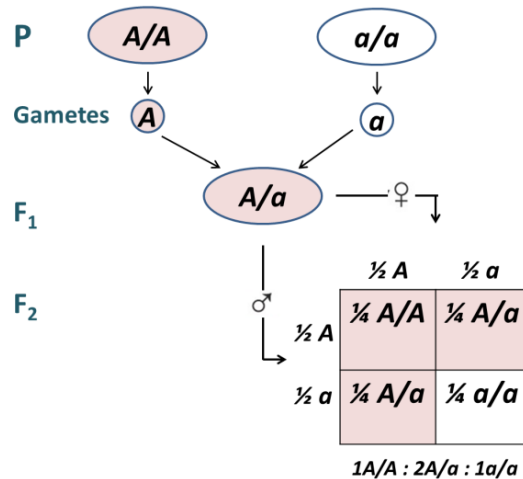 P A/A a/a
Gametes A a
A/a ♀
F₁
½ A ½ a
F₂ ♂ ¼ A/A ¼ A/a
½ A
½ a ¼ A/a ¼ a/a
1A/A : 2A/a : 1a/a